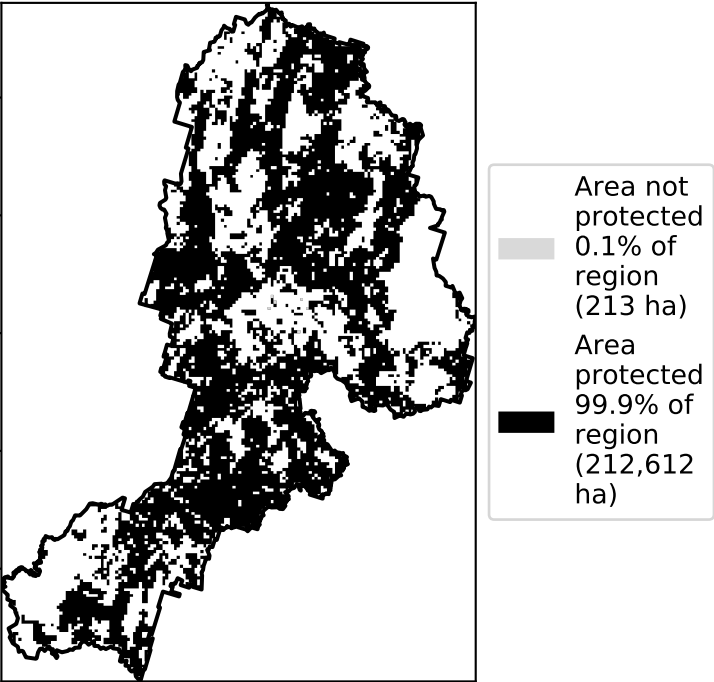 Area not
protected
0.1% of
region
(213 ha)
Area
protected
99.9% of
region
(212,612
ha)